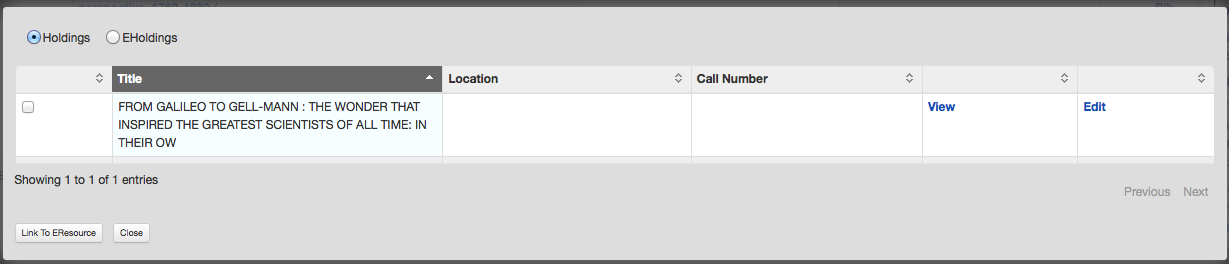 Holdings EHoldings
Title Location Call Number
FROM GALILEO TO GELL-MANN : THE WONDER THAT View Edit
INSPIRED THE GREATEST SCIENTISTS OF ALL TIME: IN
THEIR OW
Showing 1 to 1 of 1 entries
Previous Next
Link To EResource Close